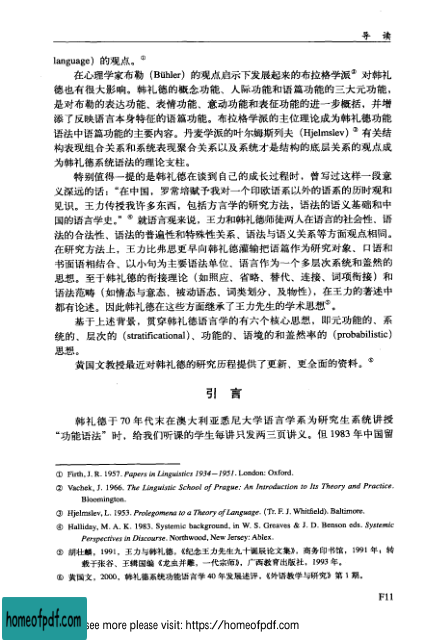 导 读
language）的观点。①
在心理学家布勒（Bühler）的观点启示下发展起来的布拉格学派② 对韩礼
德也有很大影响。韩礼德的概念功能、人际功能和语篇功能的三大元功能，
是对布勒的表达功能、表情功能、意动功能和表征功能的进一步概括，并增
添了反映语言本身特征的语篇功能。布拉格学派的主位理论成为韩礼德功能
语法中语篇功能的主要内容。丹麦学派的叶尔姆斯列夫（Hjelmslev）③ 有关结
构表现组合关系和系统表现聚合关系以及系统才是结构的底层关系的观点成
为韩礼德系统语法的理论支柱。
特别值得一提的是韩礼德在谈到自己的成长过程时，曾写过这样一段意
义深远的话：“在中国，罗常培赋予我对一个印欧语系以外的语系的历时观和
见识。王力传授我许多东西，包括方言学的研究方法，语法的语义基础和中
国的语言学史。” ④ 就语言观来说，王力和韩礼德师徒两人在语言的社会性、语
法的合法性、语法的普遍性和特殊性关系、语法与语义关系等方面观点相同。
在研究方法上，王力比弗思更早向韩礼德灌输把语篇作为研究对象、口语和
书面语相结合、以小句为主要语法单位、语言作为一个多层次系统和盖然的
思想。至于韩礼德的衔接理论（如照应、省略、替代、连接、词项衔接）和
语法范畴（如情态与意态、被动语态、词类划分、及物性），在王力的著述中
都有论述。因此韩礼德在这些方面继承了王力先生的学术思想⑤。
基于上述背景，贯穿韩礼德语言学的有六个核心思想，即元功能的、系
统的、层次的（stratificational）、功能的、语境的和盖然率的（probabilistic）
思想。
黄国文教授最近对韩礼德的研究历程提供了更新、更全面的资料。⑥
引 言
韩礼德于 70 年代末在澳大利亚悉尼大学语言学系为研究生系统讲授
“功能语法”时，给我们听课的学生每讲只发两三页讲义。但 1983 年中国留
① Firth, J. R. 1957. Papers in Linguistics 1934—1951. London: Oxford.
② Vachek, J. 1966. The Linguistic School of Prague: An Introduction to Its Theory and Practice.
Bloomington.
③ Hjelmslev, L. 1953. Prolegomena to a Theory of Language. (Tr. F. J. Whitfield). Baltimore.
④ Halliday, M. A. K. 1983. Systemic background, in W. S. Greaves & J. D. Benson eds. Systemic
Perspectives in Discourse. Northwood, New Jersey: Ablex.
⑤ 胡壮麟，1991，王力与韩礼德，《纪念王力先生九十诞辰论文集》，商务印书馆，1991 年；转
载于张谷、王缉国编《龙虫并雕，一代宗师》，广西教育出版社，1993 年。
⑥ 黄国文，2000，韩礼德系统功能语言学 40 年发展述评，《外语教学与研究》第 1 期。
F11
homeofpdf.com
see more please visit: https://homeofpdf.com